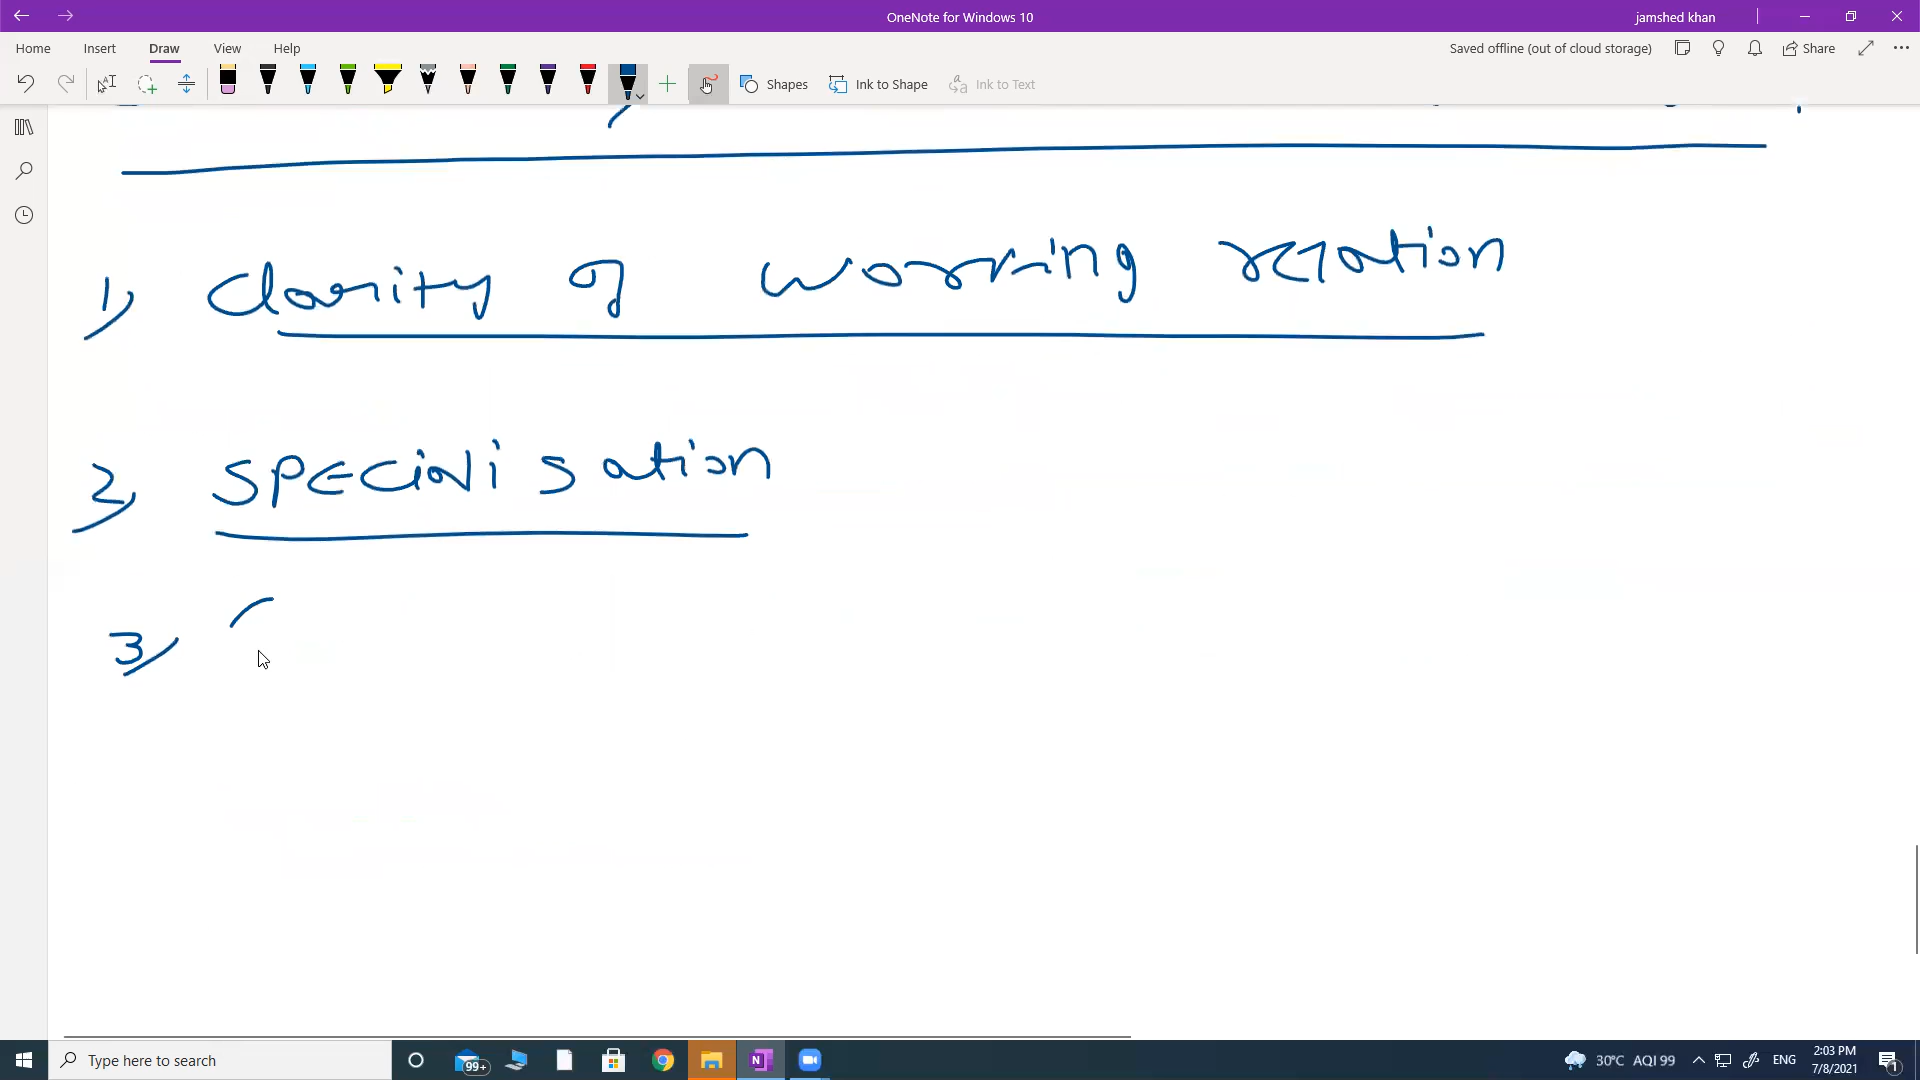 OneNote for Windows 10
jamshed khan
Home Insert Draw View Help
Saved offline (out of cloud storage)
Share
Shapes
Ink to Shape
Ink to Text
1, Clarity of working relation
2, Specialisation
3,
Type here to search
99+
30°C AQI 99
ENG
2:03 PM
7/8/2021
1